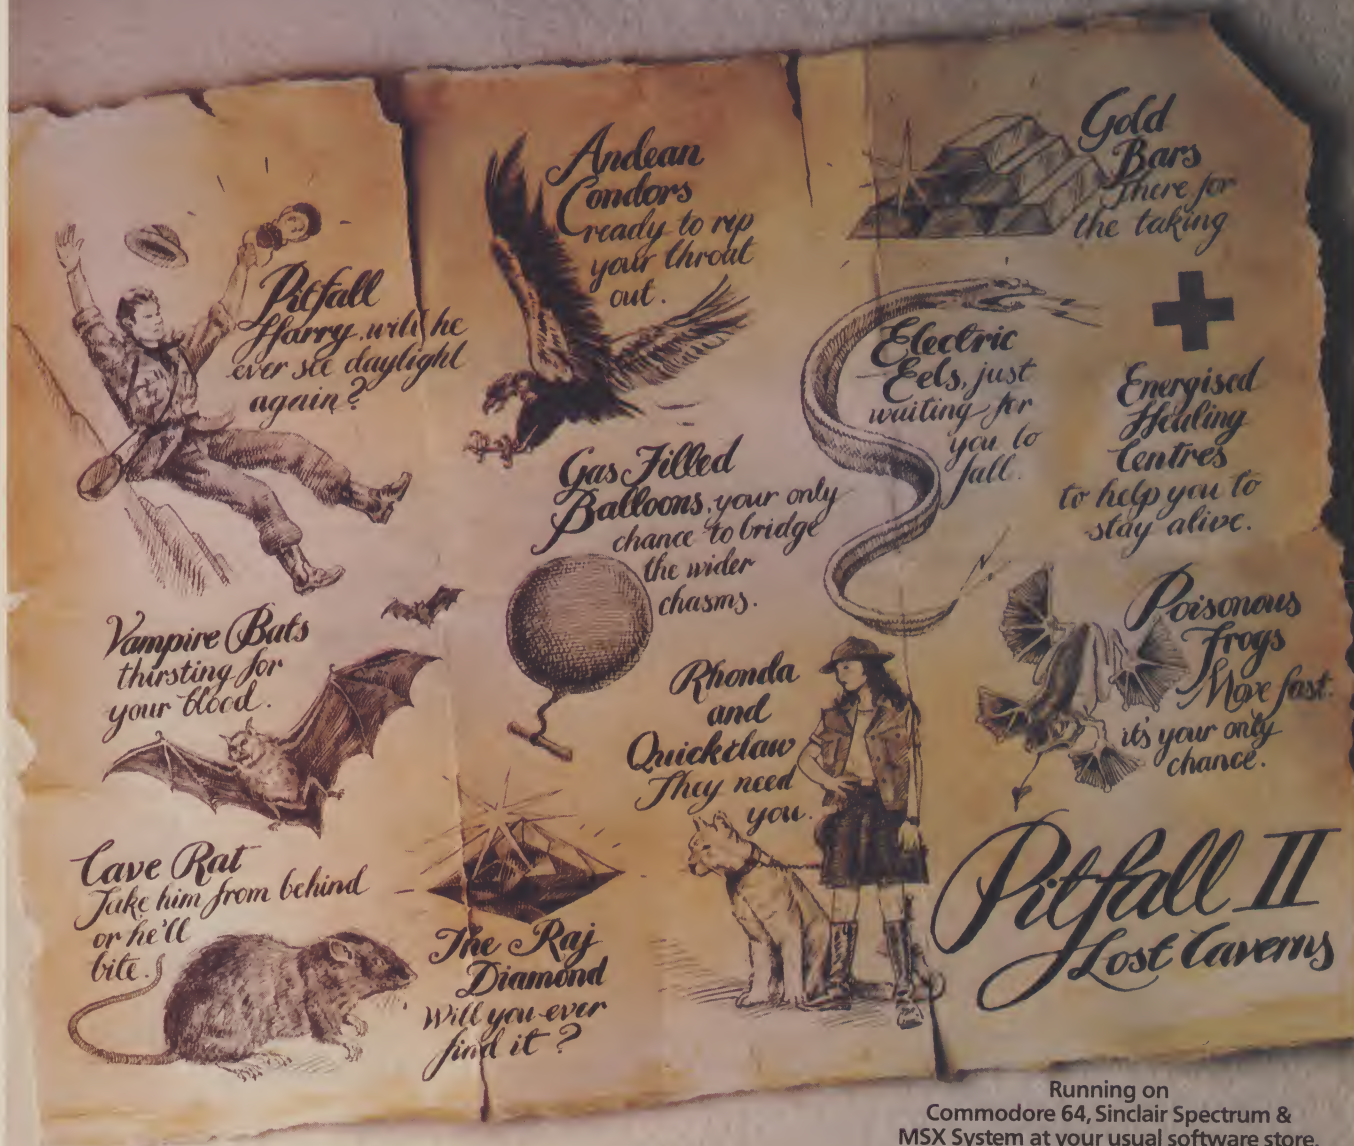 Pitfall
Harry, will he
ever see daylight
again?
Andean
Condors
ready to rip
your throat
out.
Gold
Bars
There for
the taking
Electric
Eels, just
waiting for
you to
fall.
Energised
Healing
Centres
to help you to
stay alive.
Gas Filled
Balloons, your only
chance to bridge
the wider
chasms.
Vampire Bats
thirsting for
your blood.
Rhonda
and
Quickclaw
They need
you.
Poisonous
Frogs
Move fast.
it's your only
chance.
Cave Rat
Take him from behind
or he'll
bite.
The Raj
Diamond
Will you ever
find it?
Pitfall II
Lost Caverns
Running on
Commodore 64, Sinclair Spectrum &
MSX System at your usual software store.